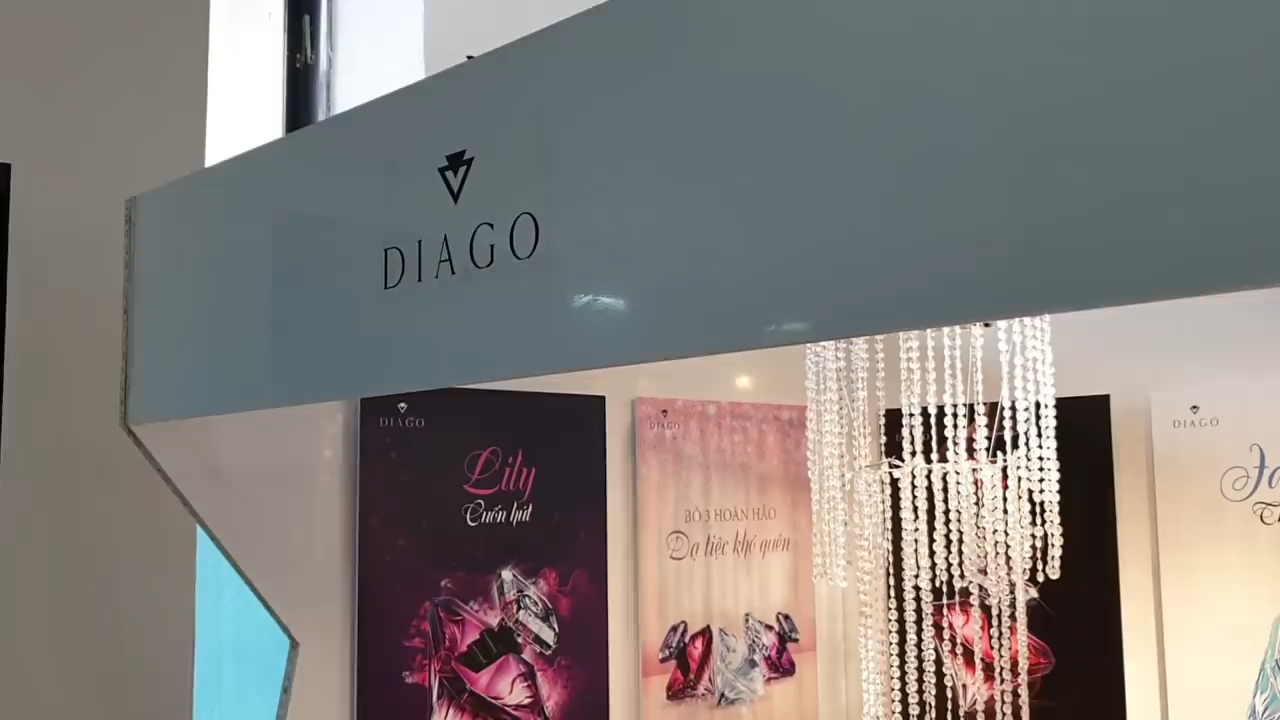 DIAGO
DIAGO
Lily
Cuốn hút
DIAGO
BỘ 3 HOÀN HẢO
Dạ tiệc khó quên
DIAGO